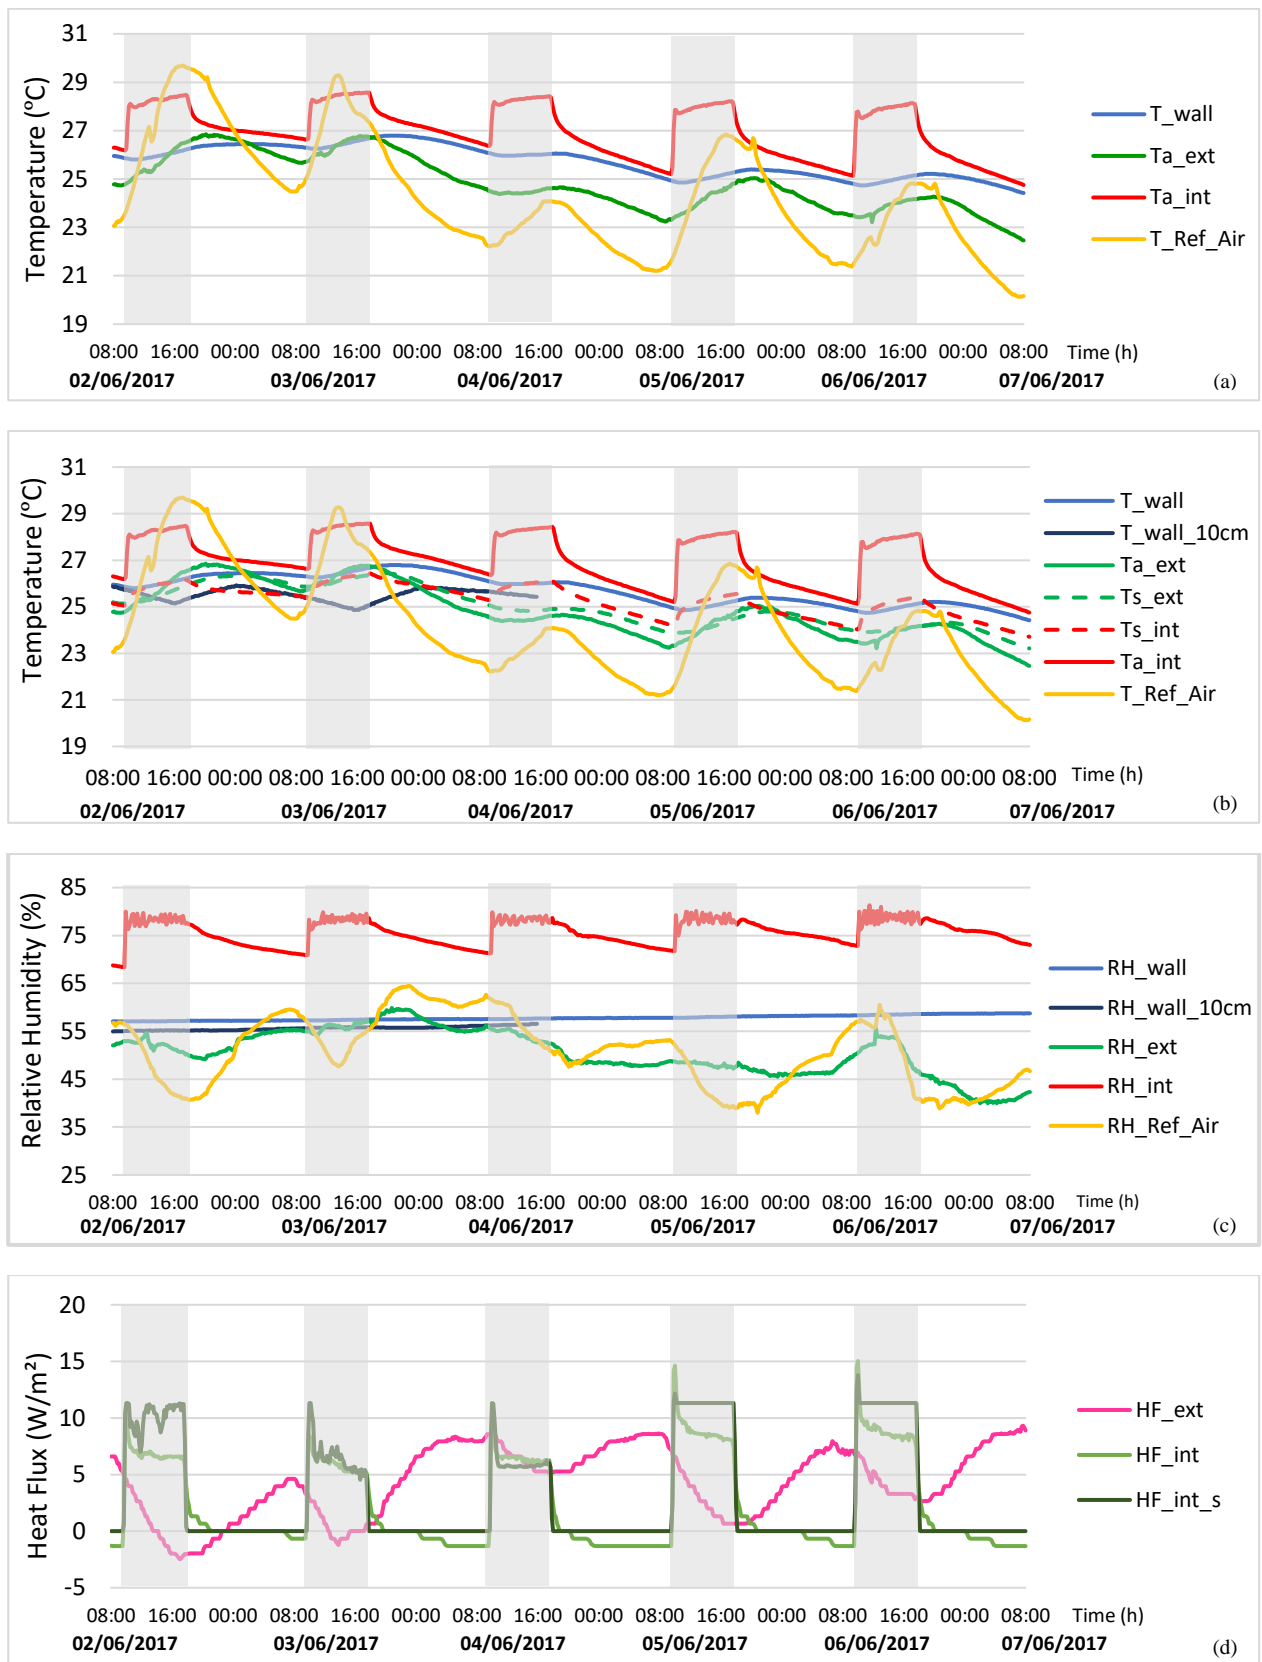 31
29
27
25
23
21
19
Temperature (ºC)
T_wall
Ta_ext
Ta_int
T_Ref_Air
08:00 16:00 00:00 08:00 16:00 00:00 08:00 16:00 00:00 08:00 16:00 00:00 08:00 16:00 00:00 08:00 Time (h)
02/06/2017 03/06/2017 04/06/2017 05/06/2017 06/06/2017 07/06/2017
(a)
31
29
27
25
23
21
19
Temperature (ºC)
T_wall
T_wall_10cm
Ta_ext
Ts_ext
Ts_int
Ta_int
T_Ref_Air
08:00 16:00 00:00 08:00 16:00 00:00 08:00 16:00 00:00 08:00 16:00 00:00 08:00 16:00 00:00 08:00 Time (h)
02/06/2017 03/06/2017 04/06/2017 05/06/2017 06/06/2017 07/06/2017
(b)
85
75
65
55
45
35
25
Relative Humidity (%)
RH_wall
RH_wall_10cm
RH_ext
RH_int
RH_Ref_Air
08:00 16:00 00:00 08:00 16:00 00:00 08:00 16:00 00:00 08:00 16:00 00:00 08:00 16:00 00:00 08:00 Time (h)
02/06/2017 03/06/2017 04/06/2017 05/06/2017 06/06/2017 07/06/2017
(c)
20
15
10
5
0
-5
Heat Flux (W/m²)
HF_ext
HF_int
HF_int_s
08:00 16:00 00:00 08:00 16:00 00:00 08:00 16:00 00:00 08:00 16:00 00:00 08:00 16:00 00:00 08:00 Time (h)
02/06/2017 03/06/2017 04/06/2017 05/06/2017 06/06/2017 07/06/2017
(d)